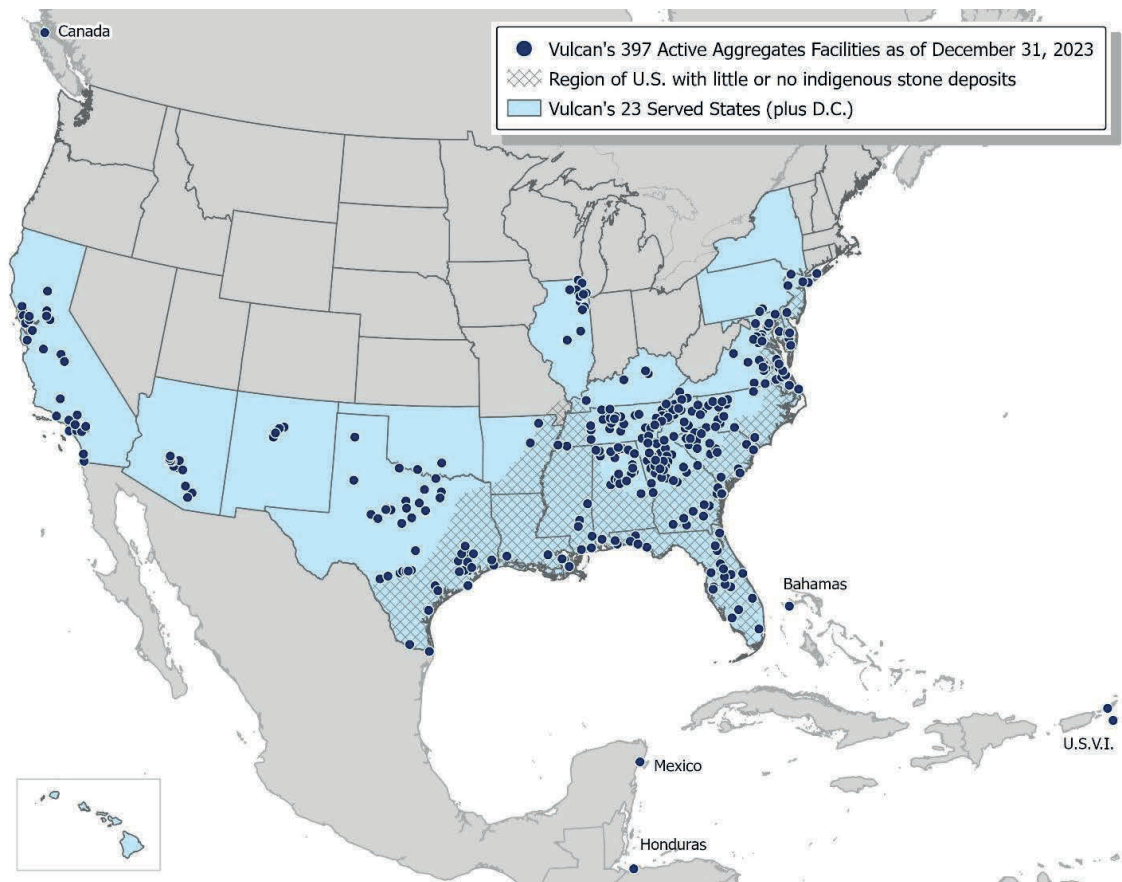 Canada
Vulcan's 397 Active Aggregates Facilities as of December 31, 2023
Region of U.S. with little or no indigenous stone deposits
Vulcan's 23 Served States (plus D.C.)
Bahamas
U.S.V.I.
Mexico
Honduras